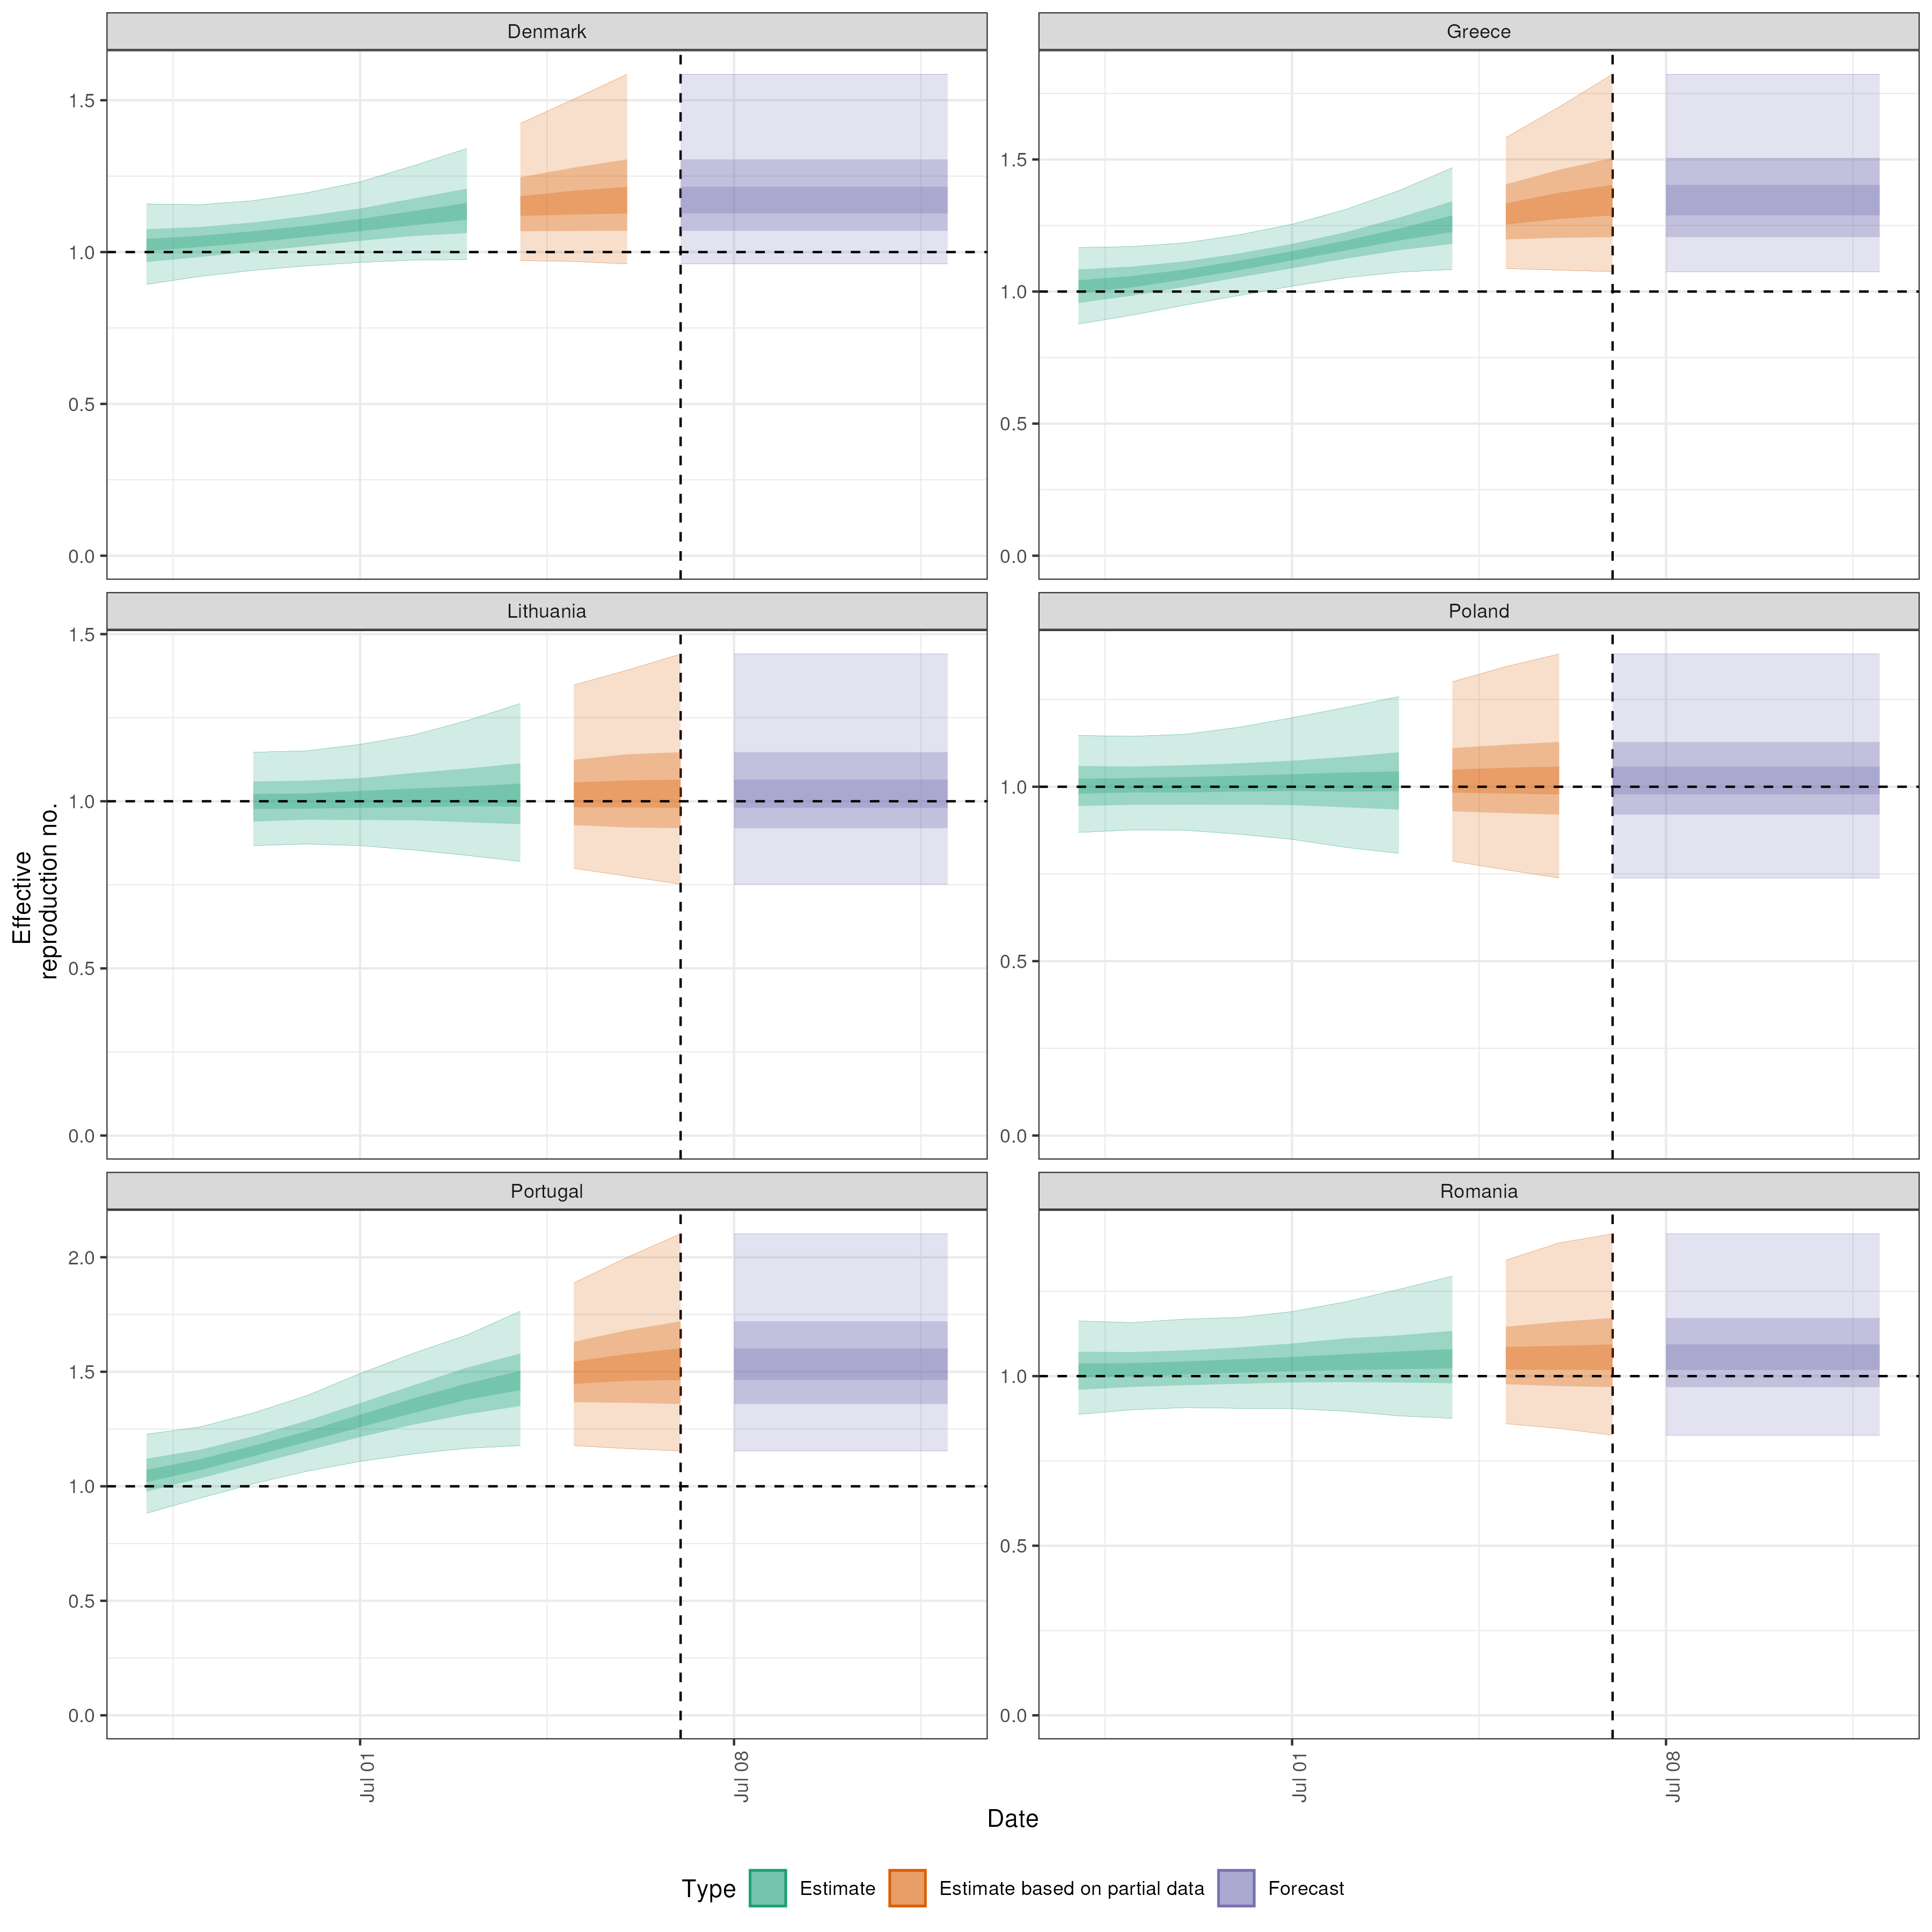 Denmark
Greece
1.5
1.0
0.5
0.0
1.5
1.0
0.5
0.0
Lithuania
Poland
1.5
1.0
0.5
0.0
1.0
0.5
0.0
Portugal
Romania
2.0
1.5
1.0
0.5
0.0
1.0
0.5
0.0
Effective
reproduction no.
Jul 01
Jul 08
Jul 01
Jul 08
Date
Type
Estimate
Estimate based on partial data
Forecast